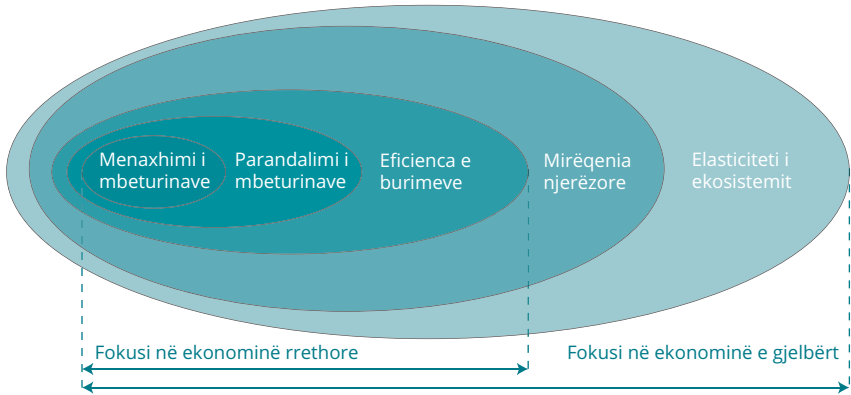 Menaxhimi i
mbeturinave
Parandalimi i
mbeturinave
Eficienca e
burimeve
Mirëqenia
njerëzore
Elasticiteti i
ekosistemit
Fokusi në ekonominë rrethore
Fokusi në ekonominë e gjelbërt